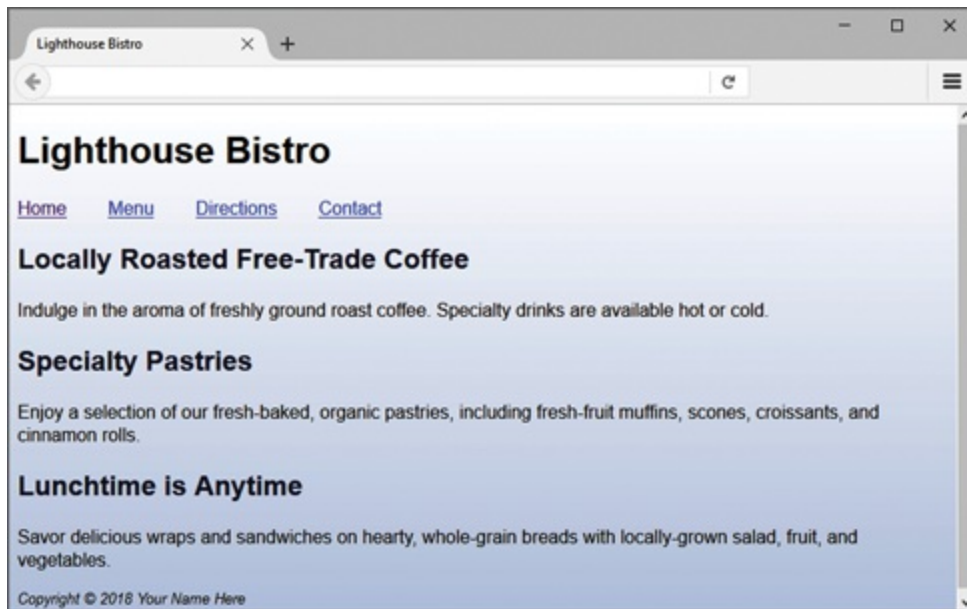 Lighthouse Bistro
Lighthouse Bistro
Home Menu Directions Contact
Locally Roasted Free-Trade Coffee
Indulge in the aroma of freshly ground roast coffee. Specialty drinks are available hot or cold.
Specialty Pastries
Enjoy a selection of our fresh-baked, organic pastries, including fresh-fruit muffins, scones, croissants, and
cinnamon rolls.
Lunchtime is Anytime
Savor delicious wraps and sandwiches on hearty, whole-grain breads with locally-grown salad, fruit, and
vegetables.
Copyright © 2018 Your Name Here